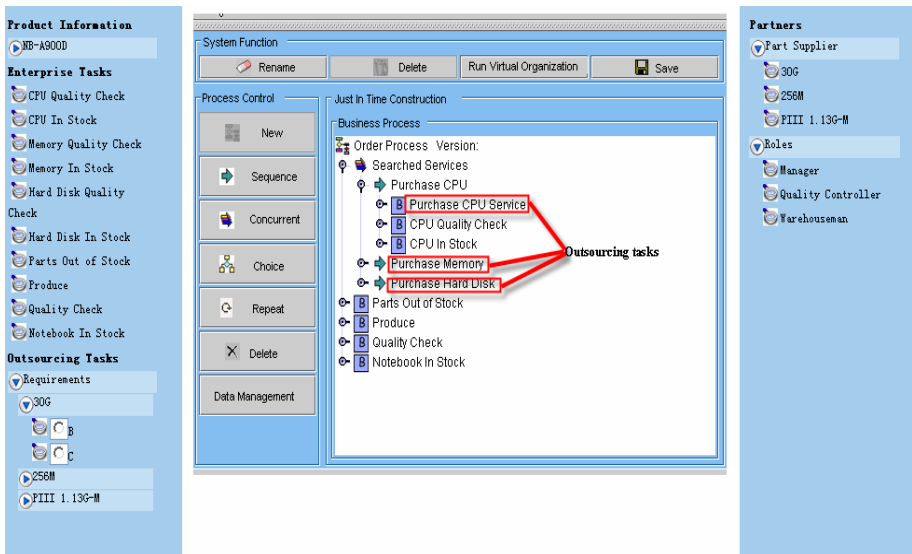 Product Information
NB-A900D
Enterprise Tasks
CPU Quality Check
CPU In Stock
Memory Quality Check
Memory In Stock
Hard Disk Quality
Check
Hard Disk In Stock
Parts Out of Stock
Produce
Quality Check
Notebook In Stock
Outsourcing Tasks
Requirements
30G
B
C
256M
PIII 1.13G-M
System Function
Rename
Delete
Run Virtual Organization
Save
Process Control
New
Sequence
Concurrent
Choice
Repeat
Delete
Data Management
Just In Time Construction
Business Process
Order Process Version:
Searched Services
Purchase CPU
B Purchase CPU Service
B CPU Quality Check
B CPU In Stock
Purchase Memory
Purchase Hard Disk
B Parts Out of Stock
B Produce
B Quality Check
B Notebook In Stock
Outsourcing tasks
Partners
Part Supplier
30G
256M
PIII 1.13G-M
Roles
Manager
Quality Controller
Warehouseman